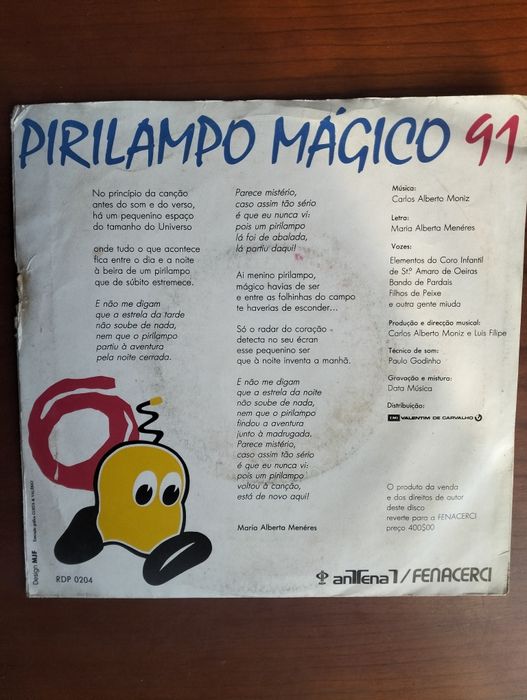 PIRILAMPO MÁGICO 91
No princípio da canção
antes do som e do verso,
há um pequenino espaço
do tamanho do Universo
onde tudo o que acontece
fica entre o dia e a noite
à beira de um pirilampo
que de súbito estremece.
E não me digam
que a estrela da tarde
não soube de nada,
nem que o pirilampo
partiu à aventura
pela noite cerrada.
Parece mistério,
caso assim tão sério
é que eu nunca vi:
pois um pirilampo
lá foi de abalada,
lá partiu daqui!
Ai menino pirilampo,
mágico havias de ser
e entre as folhinhas do campo
te haverias de esconder...
Só o radar do coração
detecta no seu écran
esse pequenino ser
que à noite inventa a manhã.
E não me digam
que a estrela da noite
não soube de nada,
nem que o pirilampo
findou a aventura
junto à madrugada.
Parece mistério,
caso assim tão sério
é que eu nunca vi:
pois um pirilampo
voltou à canção,
está de novo aqui!
Maria Alberta Menéres
Música:
Carlos Alberto Moniz
Letra:
Maria Alberta Menéres
Vozes:
Elementos do Coro Infantil
de St.º Amaro de Oeiras
Bando de Pardais
Filhos de Peixe
e outra gente miuda
Produção e direcção musical:
Carlos Alberto Moniz e Luis Filipe
Técnico de som:
Paulo Godinho
Gravação e mistura:
Data Música
Distribuição:
EMI VALENTIM DE CARVALHO
O produto da venda
e dos direitos de autor
deste disco
reverte para a FENACERCI
preço 400$00
Design MJF
RDP 0204
anTena 1/FENACERCI